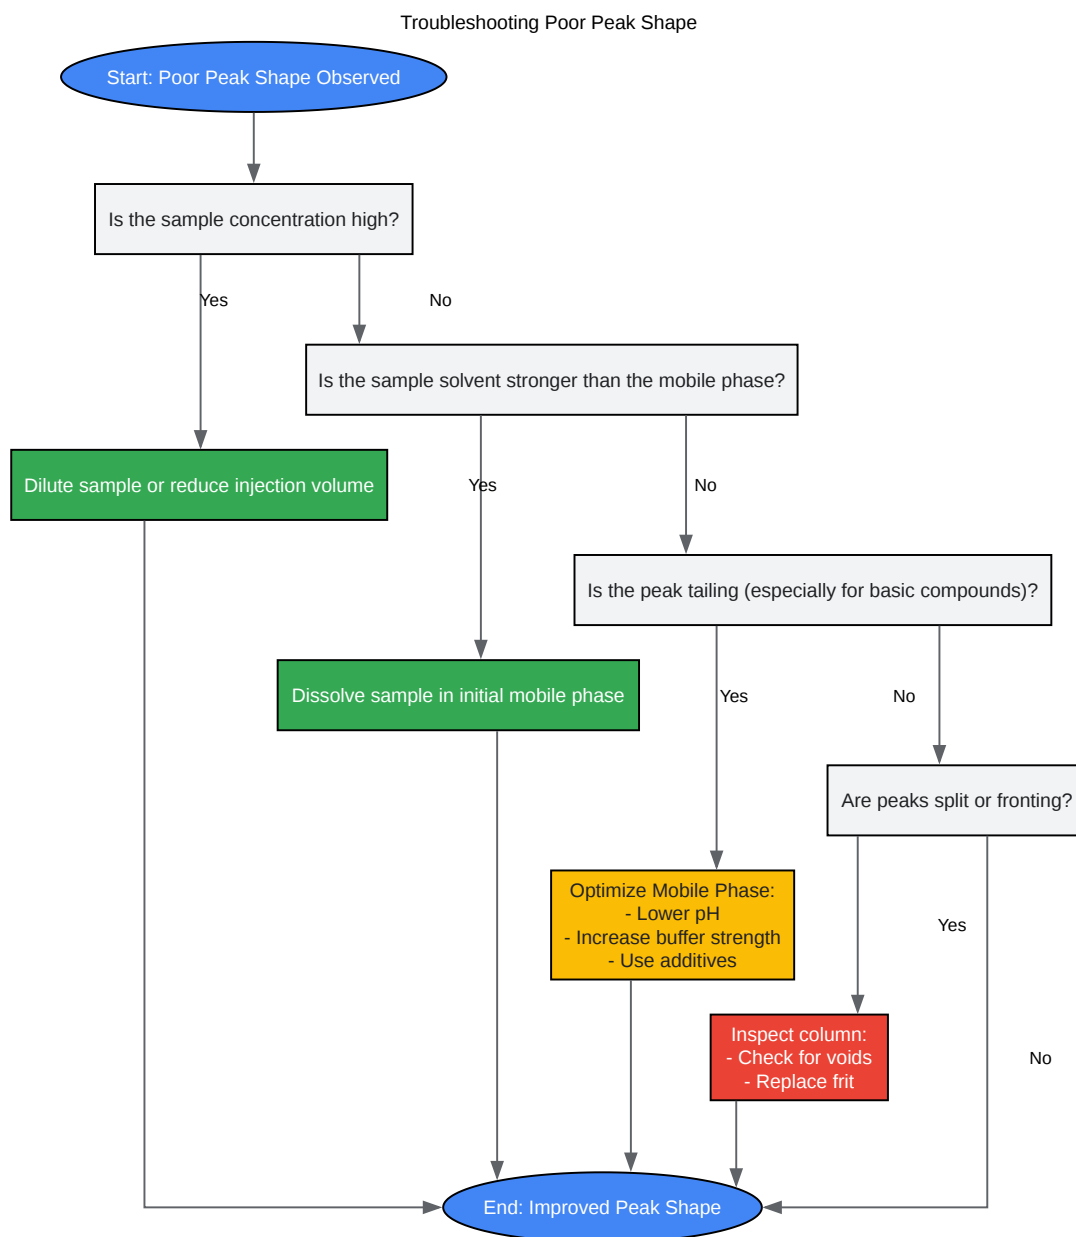 Troubleshooting Poor Peak Shape
Start: Poor Peak Shape Observed
Is the sample concentration high?
Yes
No
Is the sample solvent stronger than the mobile phase?
Dilute sample or reduce injection volume
Yes
No
Is the peak tailing (especially for basic compounds)?
Dissolve sample in initial mobile phase
Yes
No
Are peaks split or fronting?
Optimize Mobile Phase:
- Lower pH
- Increase buffer strength
- Use additives
Yes
Inspect column:
- Check for voids
- Replace frit
No
End: Improved Peak Shape